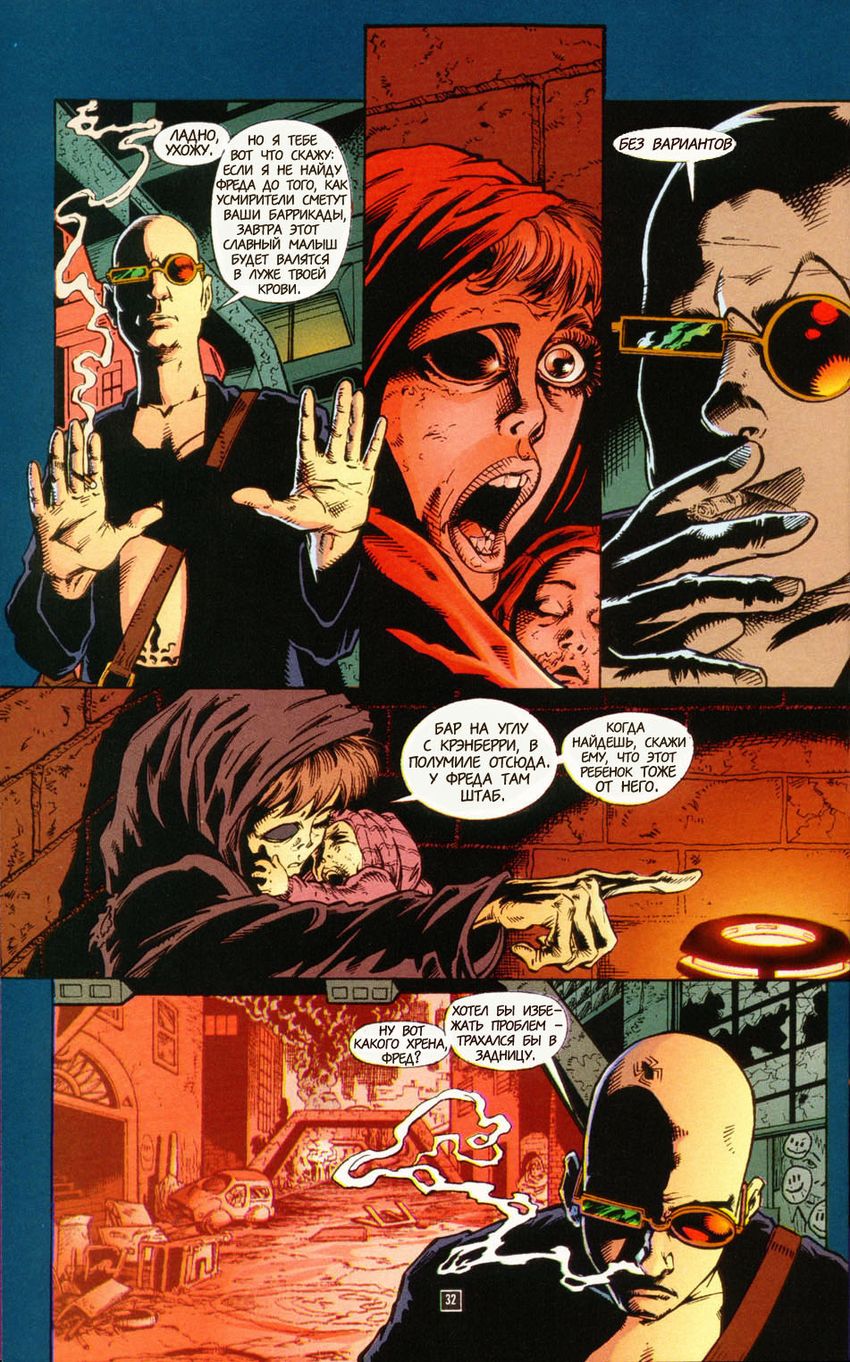 ЛАДНО,
УХОЖУ.
НО Я ТЕБЕ
ВОТ ЧТО СКАЖУ:
ЕСЛИ Я НЕ НАЙДУ
ФРЕДА ДО ТОГО, КАК
УСМИРИТЕЛИ СМЕТУТ
ВАШИ БАРРИКАДЫ,
ЗАВТРА ЭТОТ
СЛАВНЫЙ МАЛЫШ
БУДЕТ ВАЛЯТСЯ
В ЛУЖЕ ТВОЕЙ
КРОВИ.
БЕЗ ВАРИАНТОВ
БАР НА УГЛУ
С КРЭНБЕРРИ, В
ПОЛУМИЛЕ ОТСЮДА.
У ФРЕДА ТАМ
ШТАБ.
КОГДА
НАЙДЕШЬ, СКАЖИ
ЕМУ, ЧТО ЭТОТ
РЕБЕНОК ТОЖЕ
ОТ НЕГО.
НУ ВОТ
КАКОГО ХРЕНА,
ФРЕД?
ХОТЕЛ БЫ ИЗБЕ-
ЖАТЬ ПРОБЛЕМ -
ТРАХАЛСЯ БЫ В
ЗАДНИЦУ.
32